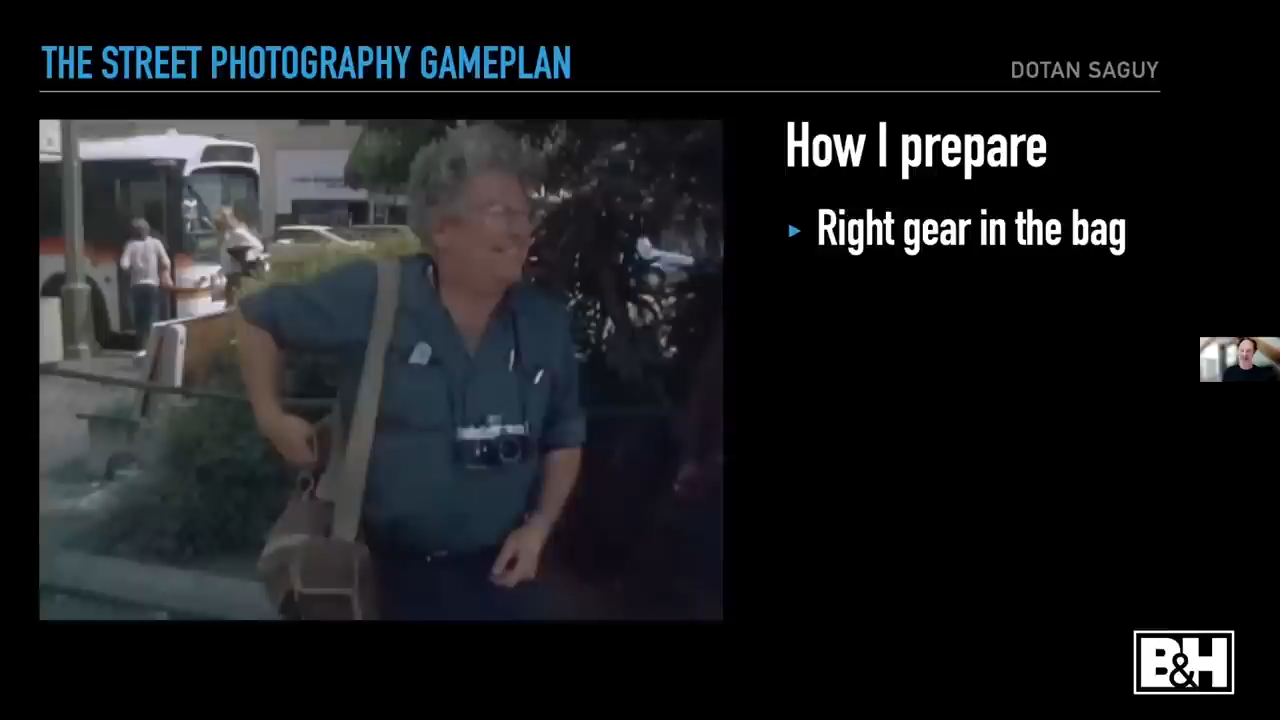 THE STREET PHOTOGRAPHY GAMEPLAN
DOTAN SAGUY
How I prepare
Right gear in the bag
B&H